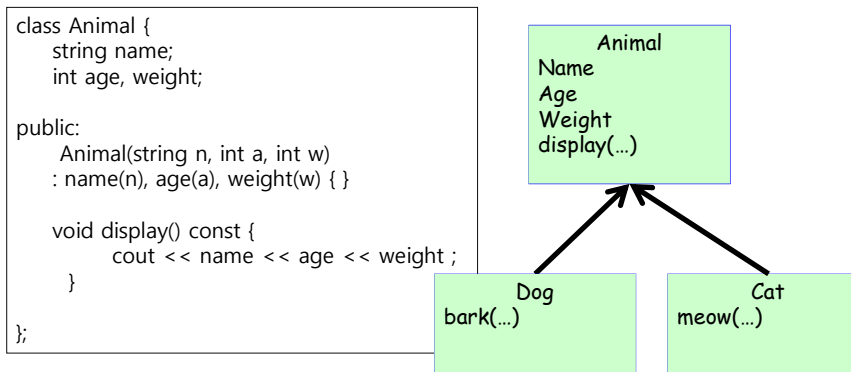 class Animal {
string name;
int age, weight;
public:
Animal(string n, int a, int w)
: name(n), age(a), weight(w) { }
void display() const {
cout << name << age << weight ;
}
};
Animal
Name
Age
Weight
display(…)
Dog
bark(…)
Cat
meow(…)